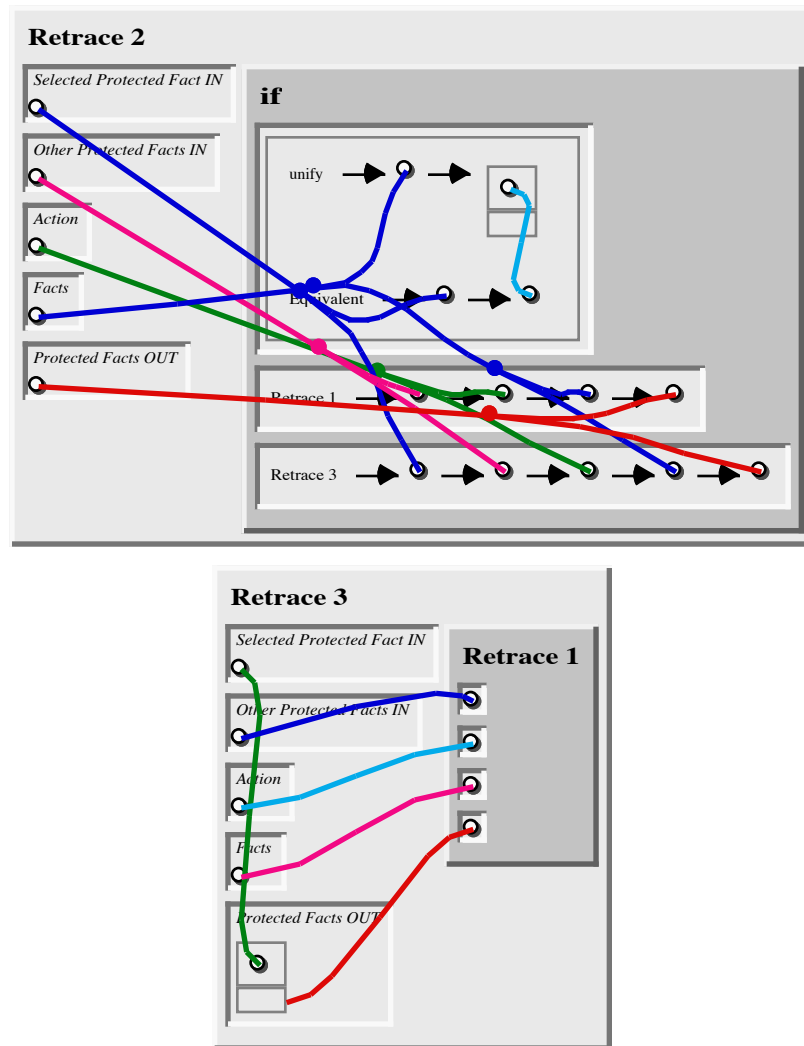 Retrace 2
Selected Protected Fact IN
if
Other Protected Facts IN
unify
Action
Facts
Equivalent
Protected Facts OUT
Retrace 1
Retrace 3
Retrace 3
Selected Protected Fact IN
Retrace 1
Other Protected Facts IN
Action
Facts
Protected Facts OUT